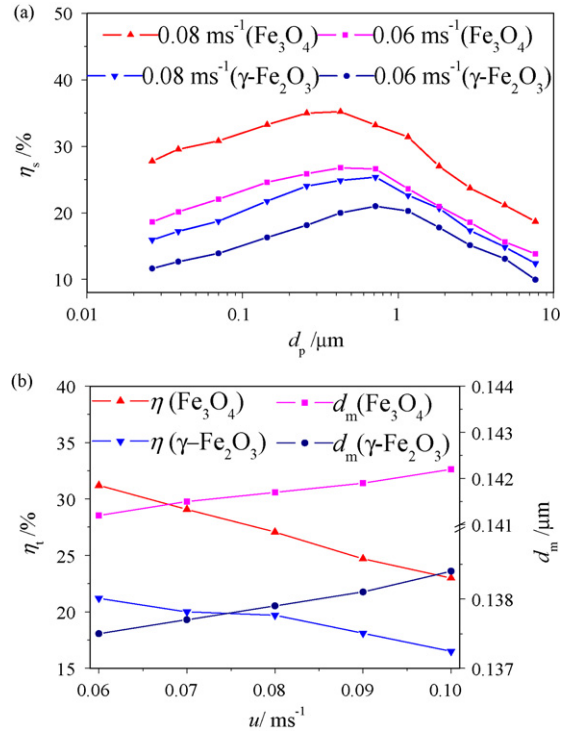 (a)
50
40
30
20
10
ηs /%
0.08 ms⁻¹(Fe₃O₄) 0.06 ms⁻¹(Fe₃O₄)
0.08 ms⁻¹(γ-Fe₂O₃) 0.06 ms⁻¹(γ-Fe₂O₃)
0.01 0.1 1 10
dₚ /μm
(b)
40
35
30
25
20
15
ηₜ /%
η (Fe₃O₄) dₘ(Fe₃O₄)
η (γ–Fe₂O₃) dₘ(γ-Fe₂O₃)
0.144
0.143
0.142
0.141
0.138
0.137
dₘ /μm
0.06 0.07 0.08 0.09 0.10
u/ ms⁻¹